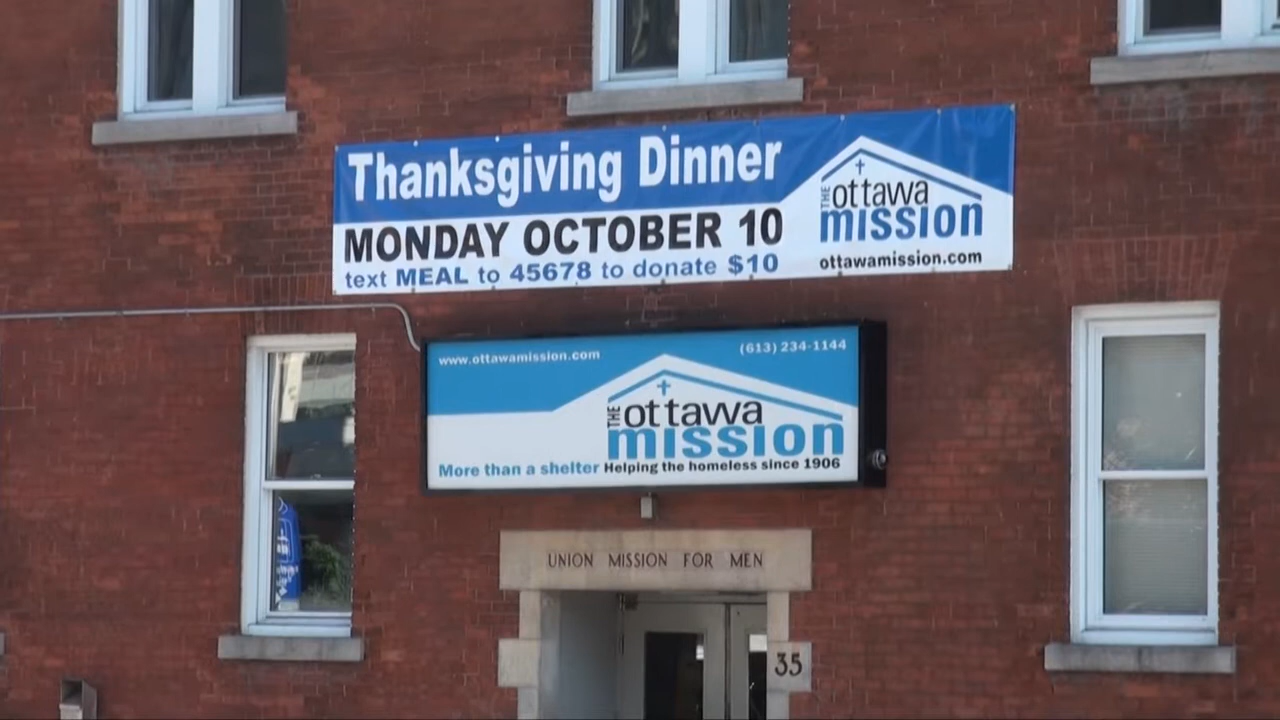 Thanksgiving Dinner
MONDAY OCTOBER 10
text MEAL to 45678 to donate $10
THE ottawa
mission
ottawamission.com
www.ottawamission.com
(613) 234-1144
THE ottawa
mission
More than a shelter Helping the homeless since 1906
UNION MISSION FOR MEN
35